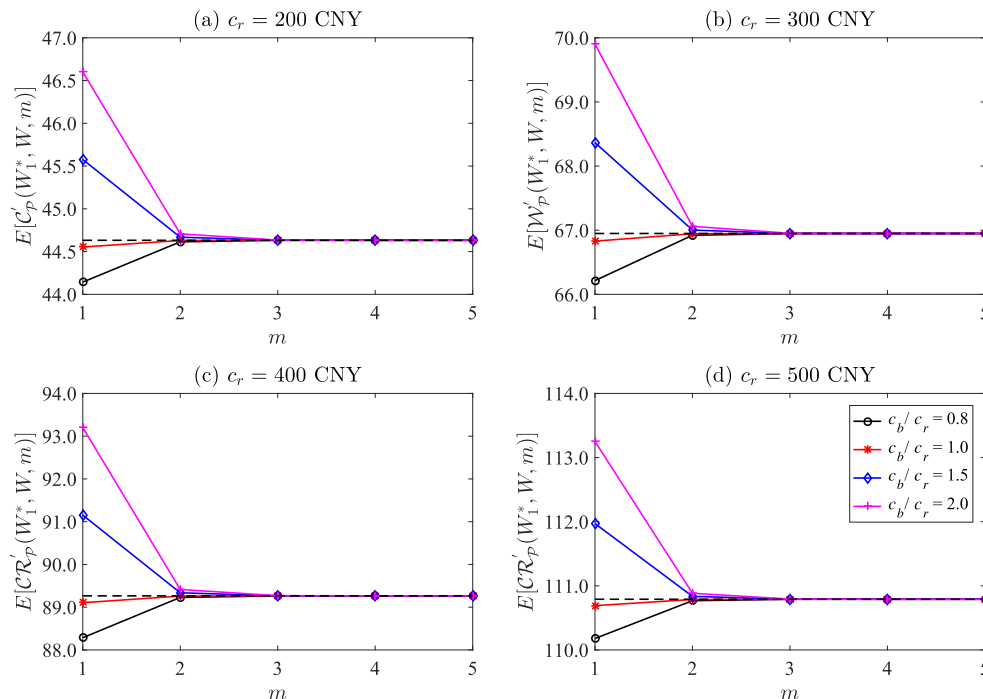 (a) c_r = 200 CNY
E[𝒞'_𝒫(W_1^*, W, m)]
47.0
46.5
46.0
45.5
45.0
44.5
44.0
1 2 3 4 5
m
(b) c_r = 300 CNY
E[𝒲'_𝒫(W_1^*, W, m)]
70.0
69.0
68.0
67.0
66.0
1 2 3 4 5
m
(c) c_r = 400 CNY
E[𝒞ℛ'_𝒫(W_1^*, W, m)]
94.0
93.0
92.0
91.0
90.0
89.0
88.0
1 2 3 4 5
m
(d) c_r = 500 CNY
E[𝒞ℛ'_𝒫(W_1^*, W, m)]
114.0
113.0
112.0
111.0
110.0
1 2 3 4 5
m
c_b/ c_r = 0.8
c_b/ c_r = 1.0
c_b/ c_r = 1.5
c_b/ c_r = 2.0